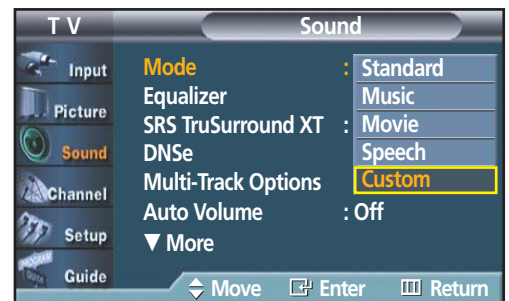 T V
Sound
Input
Picture
Sound
Channel
Setup
Guide
Mode : Standard
Music
Equalizer
SRS TruSurround XT : Movie
DNSe Speech
Multi-Track Options Custom
Auto Volume : Off
▼ More
Move Enter Return